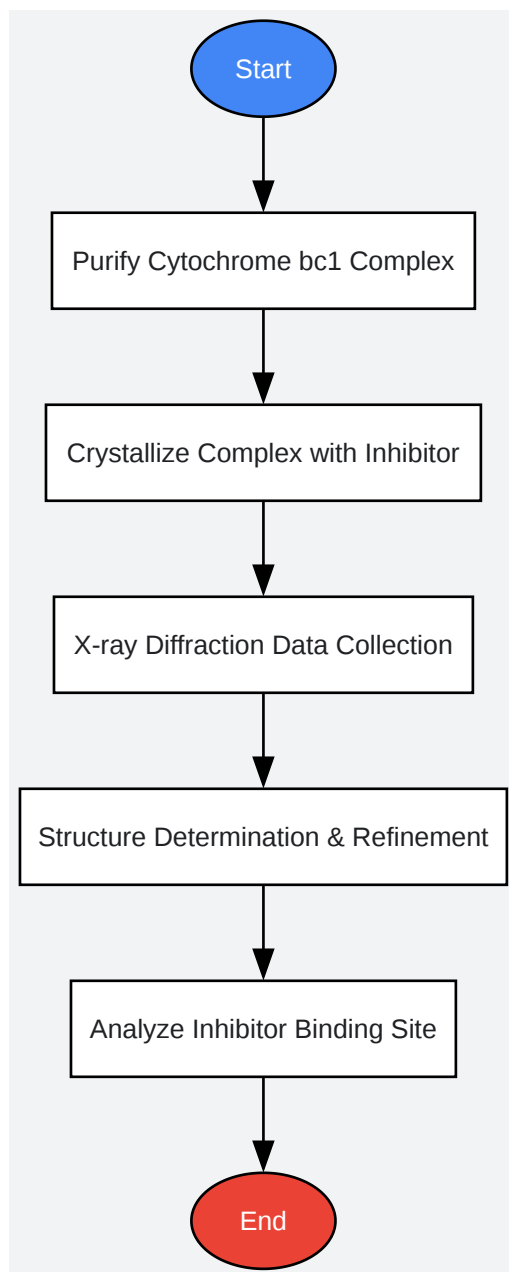 Start
Purify Cytochrome bc1 Complex
Crystallize Complex with Inhibitor
X-ray Diffraction Data Collection
Structure Determination & Refinement
Analyze Inhibitor Binding Site
End